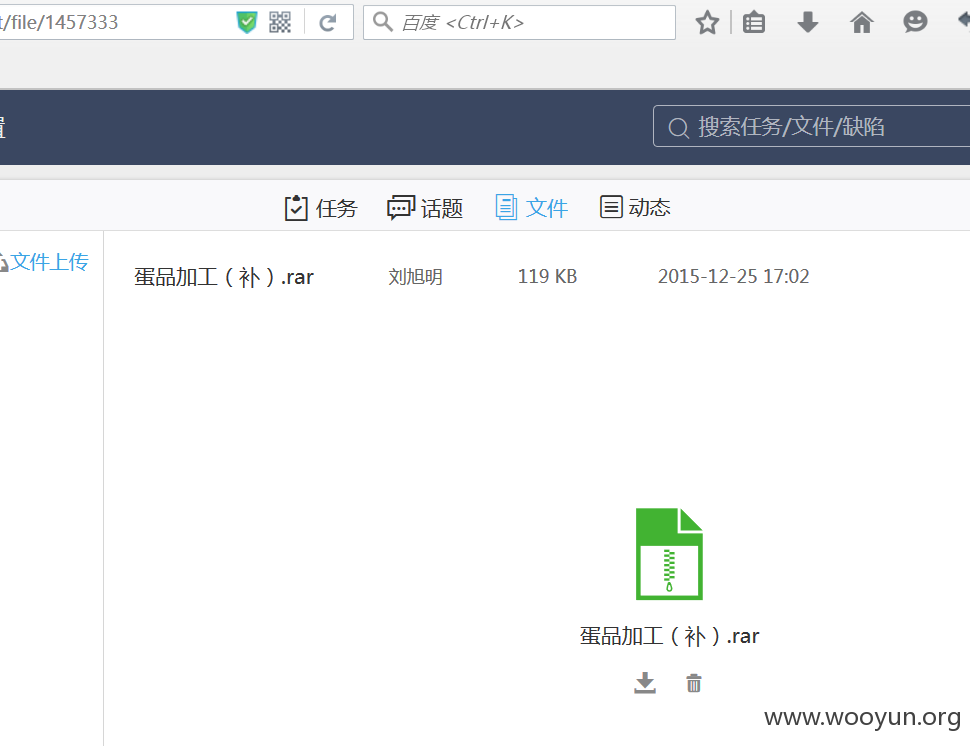 /file/1457333
百度 <Ctrl+K>
搜索任务/文件/缺陷
任务 话题 文件 动态
文件上传
蛋品加工（补）.rar 刘旭明 119 KB 2015-12-25 17:02
蛋品加工（补）.rar
www.wooyun.org